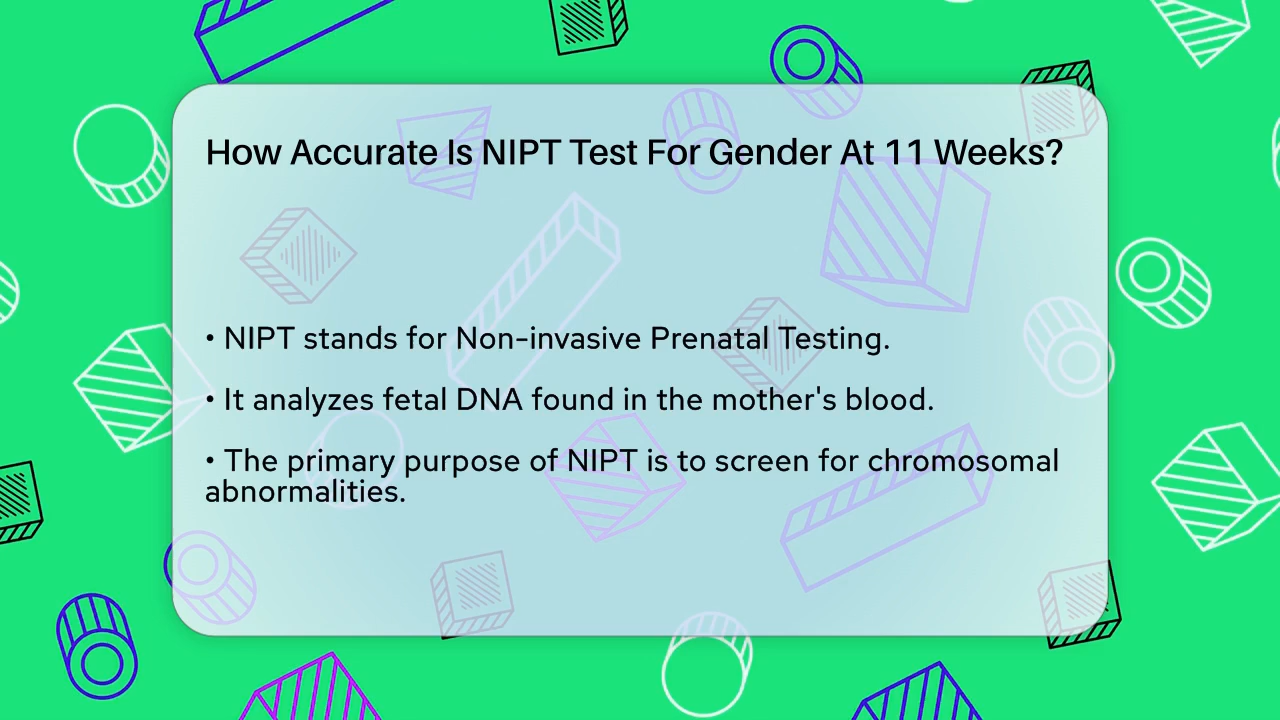 How Accurate Is NIPT Test For Gender At 11 Weeks?
• NIPT stands for Non-invasive Prenatal Testing.
• It analyzes fetal DNA found in the mother's blood.
• The primary purpose of NIPT is to screen for chromosomal
abnormalities.